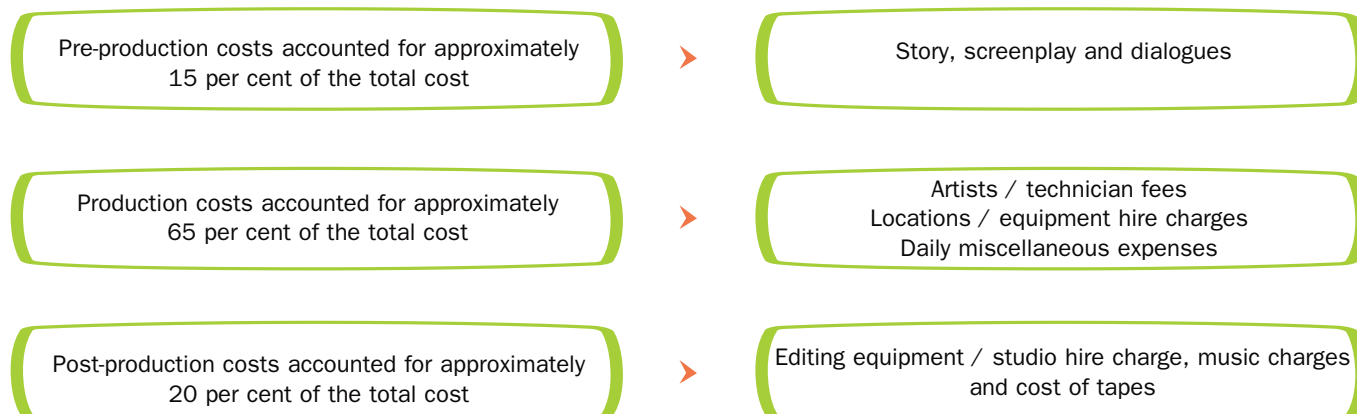 Pre-production costs accounted for approximately
15 per cent of the total cost
Story, screenplay and dialogues
Production costs accounted for approximately
65 per cent of the total cost
Artists / technician fees
Locations / equipment hire charges
Daily miscellaneous expenses
Post-production costs accounted for approximately
20 per cent of the total cost
Editing equipment / studio hire charge, music charges
and cost of tapes